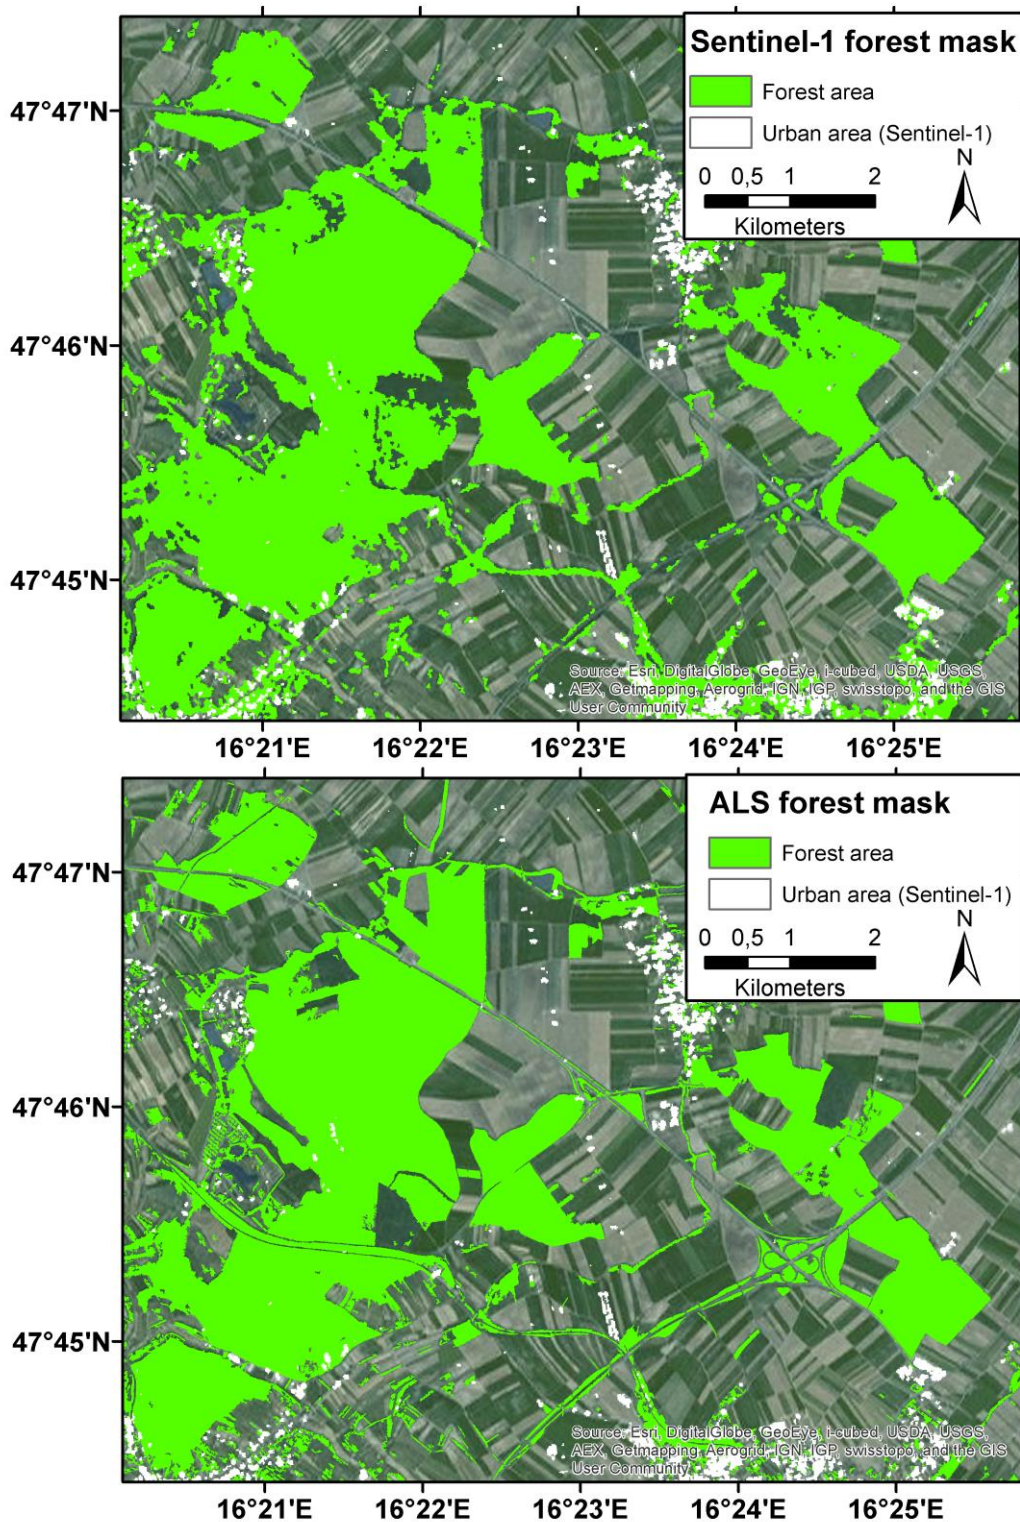 Sentinel-1 forest mask
Forest area
Urban area (Sentinel-1)
N
0 0,5 1 2
Kilometers
47°47'N
47°46'N
47°45'N
Source: Esri, DigitalGlobe, GeoEye, i-cubed, USDA, USGS,
AEX, Getmapping, Aerogrid, IGN, IGP, swisstopo, and the GIS
User Community
16°21'E 16°22'E 16°23'E 16°24'E 16°25'E
ALS forest mask
Forest area
Urban area (Sentinel-1)
N
0 0,5 1 2
Kilometers
47°47'N
47°46'N
47°45'N
Source: Esri, DigitalGlobe, GeoEye, i-cubed, USDA, USGS,
AEX, Getmapping, Aerogrid, IGN, IGP, swisstopo, and the GIS
User Community
16°21'E 16°22'E 16°23'E 16°24'E 16°25'E